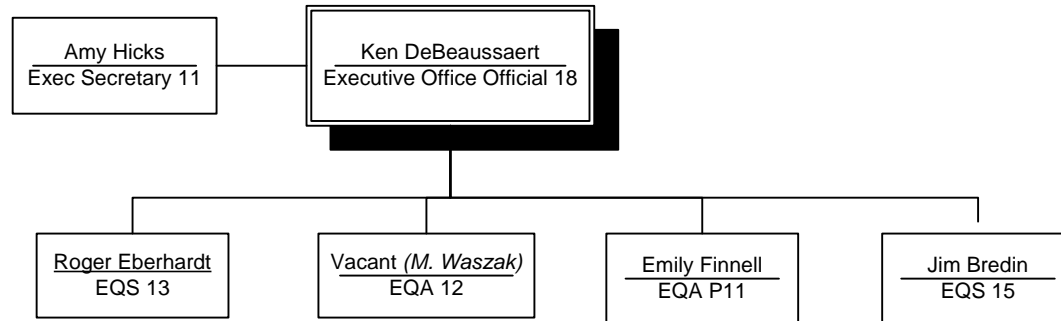 Amy Hicks
Exec Secretary 11
Ken DeBeaussaert
Executive Office Official 18
Roger Eberhardt
EQS 13
Vacant (M. Waszak)
EQA 12
Emily Finnell
EQA P11
Jim Bredin
EQS 15